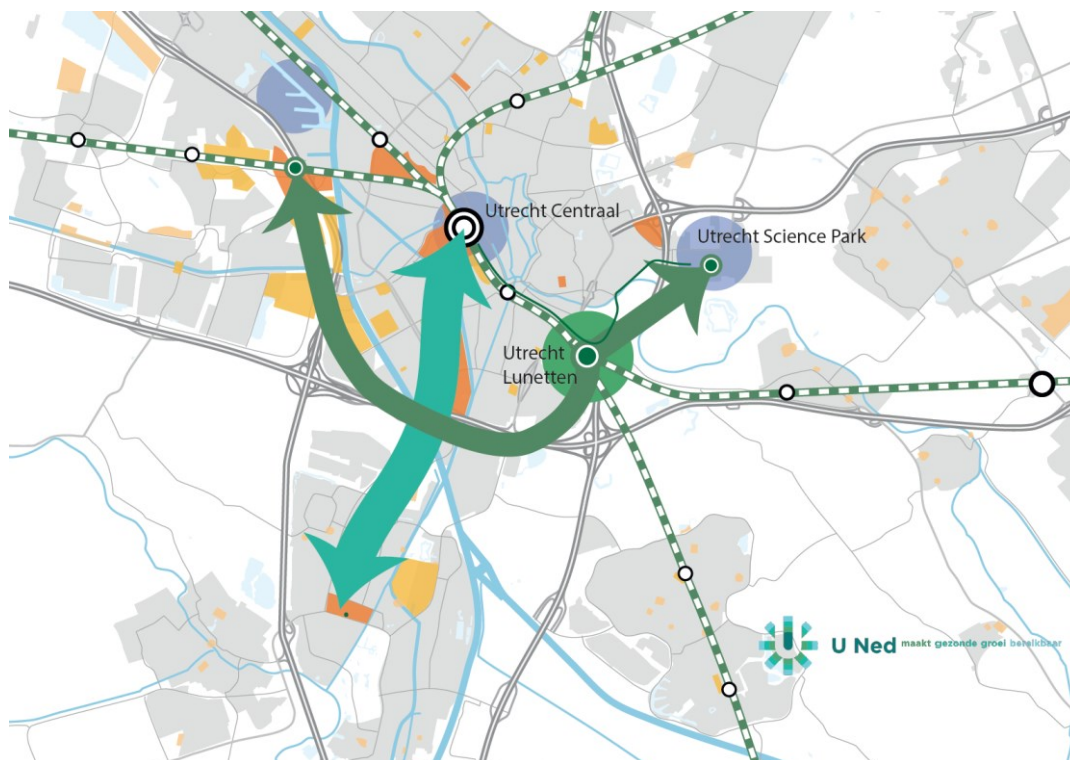 Utrecht Centraal
Utrecht Science Park
Utrecht
Lunetten
U Ned maakt gezonde groei bereikbaar